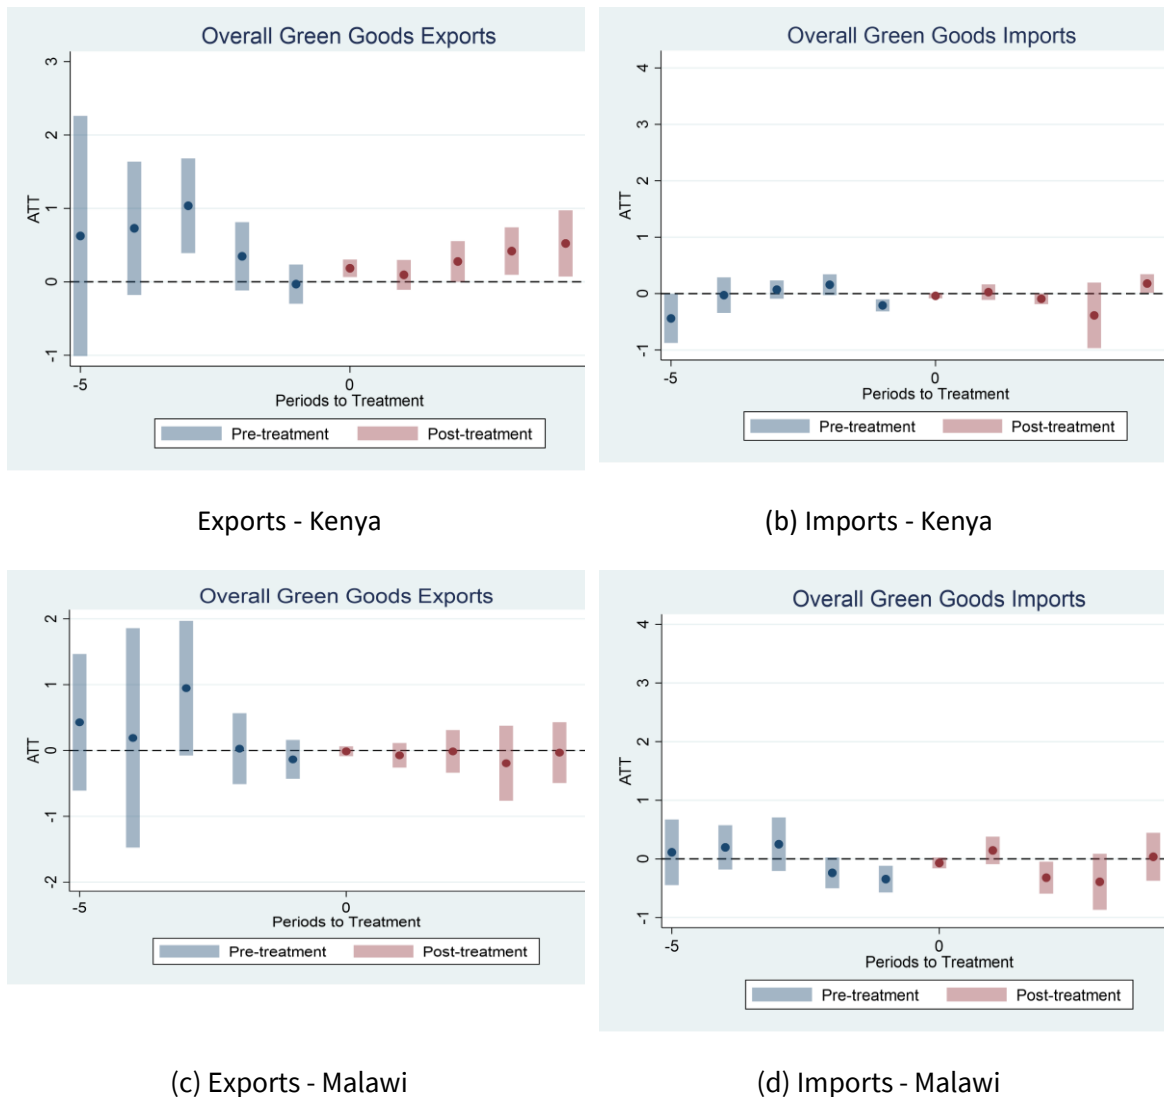 Overall Green Goods Exports
3
2
1
0
-1
ATT
-5
0
Periods to Treatment
Pre-treatment Post-treatment
Exports - Kenya
Overall Green Goods Imports
4
3
2
1
0
-1
ATT
-5
0
Periods to Treatment
Pre-treatment Post-treatment
(b) Imports - Kenya
Overall Green Goods Exports
2
1
0
-1
-2
ATT
-5
0
Periods to Treatment
Pre-treatment Post-treatment
(c) Exports - Malawi
Overall Green Goods Imports
4
3
2
1
0
-1
ATT
-5
0
Periods to Treatment
Pre-treatment Post-treatment
(d) Imports - Malawi